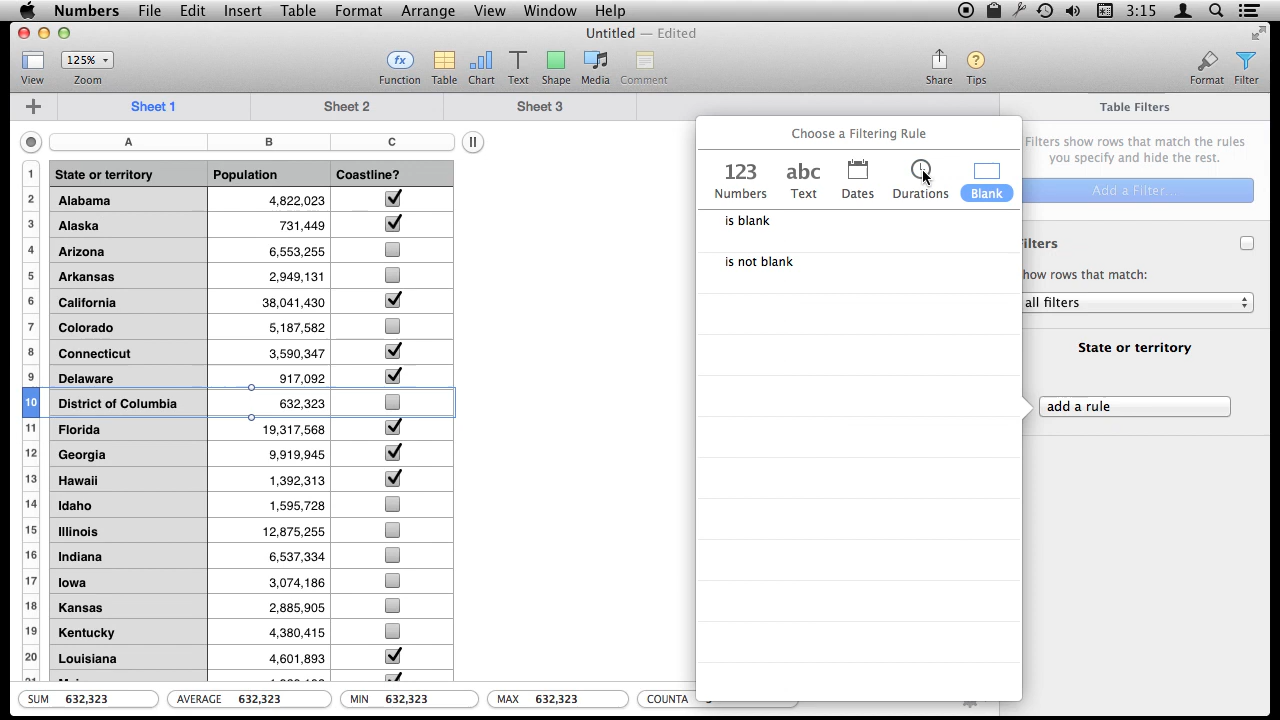 Numbers File Edit Insert Table Format Arrange View Window Help 3:15
Untitled — Edited
125%
View Zoom Function Table Chart Text Shape Media Comment Share Tips Format Filter
fx
Sheet 1 Sheet 2 Sheet 3 Table Filters
Choose a Filtering Rule
123 abc
Numbers Text Dates Durations Blank
is blank
is not blank
Filters show rows that match the rules
you specify and hide the rest.
Add a Filter...
ilters
how rows that match:
all filters
State or territory
add a rule
A B C
1 State or territory Population Coastline?
2 Alabama 4,822,023
3 Alaska 731,449
4 Arizona 6,553,255
5 Arkansas 2,949,131
6 California 38,041,430
7 Colorado 5,187,582
8 Connecticut 3,590,347
9 Delaware 917,092
10 District of Columbia 632,323
11 Florida 19,317,568
12 Georgia 9,919,945
13 Hawaii 1,392,313
14 Idaho 1,595,728
15 Illinois 12,875,255
16 Indiana 6,537,334
17 Iowa 3,074,186
18 Kansas 2,885,905
19 Kentucky 4,380,415
20 Louisiana 4,601,893
SUM 632,323 AVERAGE 632,323 MIN 632,323 MAX 632,323 COUNTA